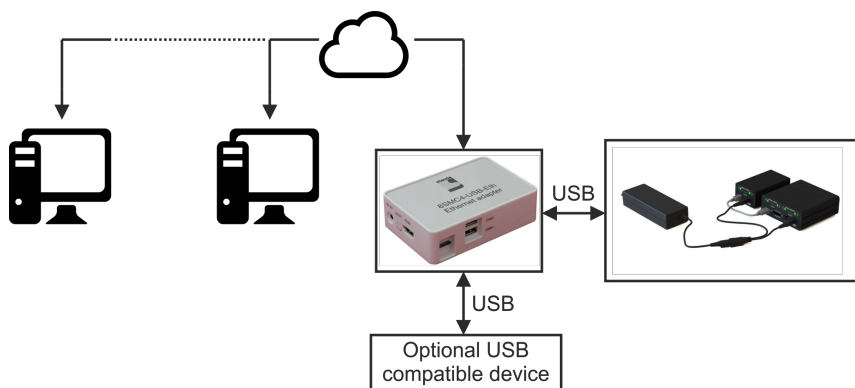 8SMC4-USB-Eth
Ethernet adapter
USB
USB
Optional USB
compatible device